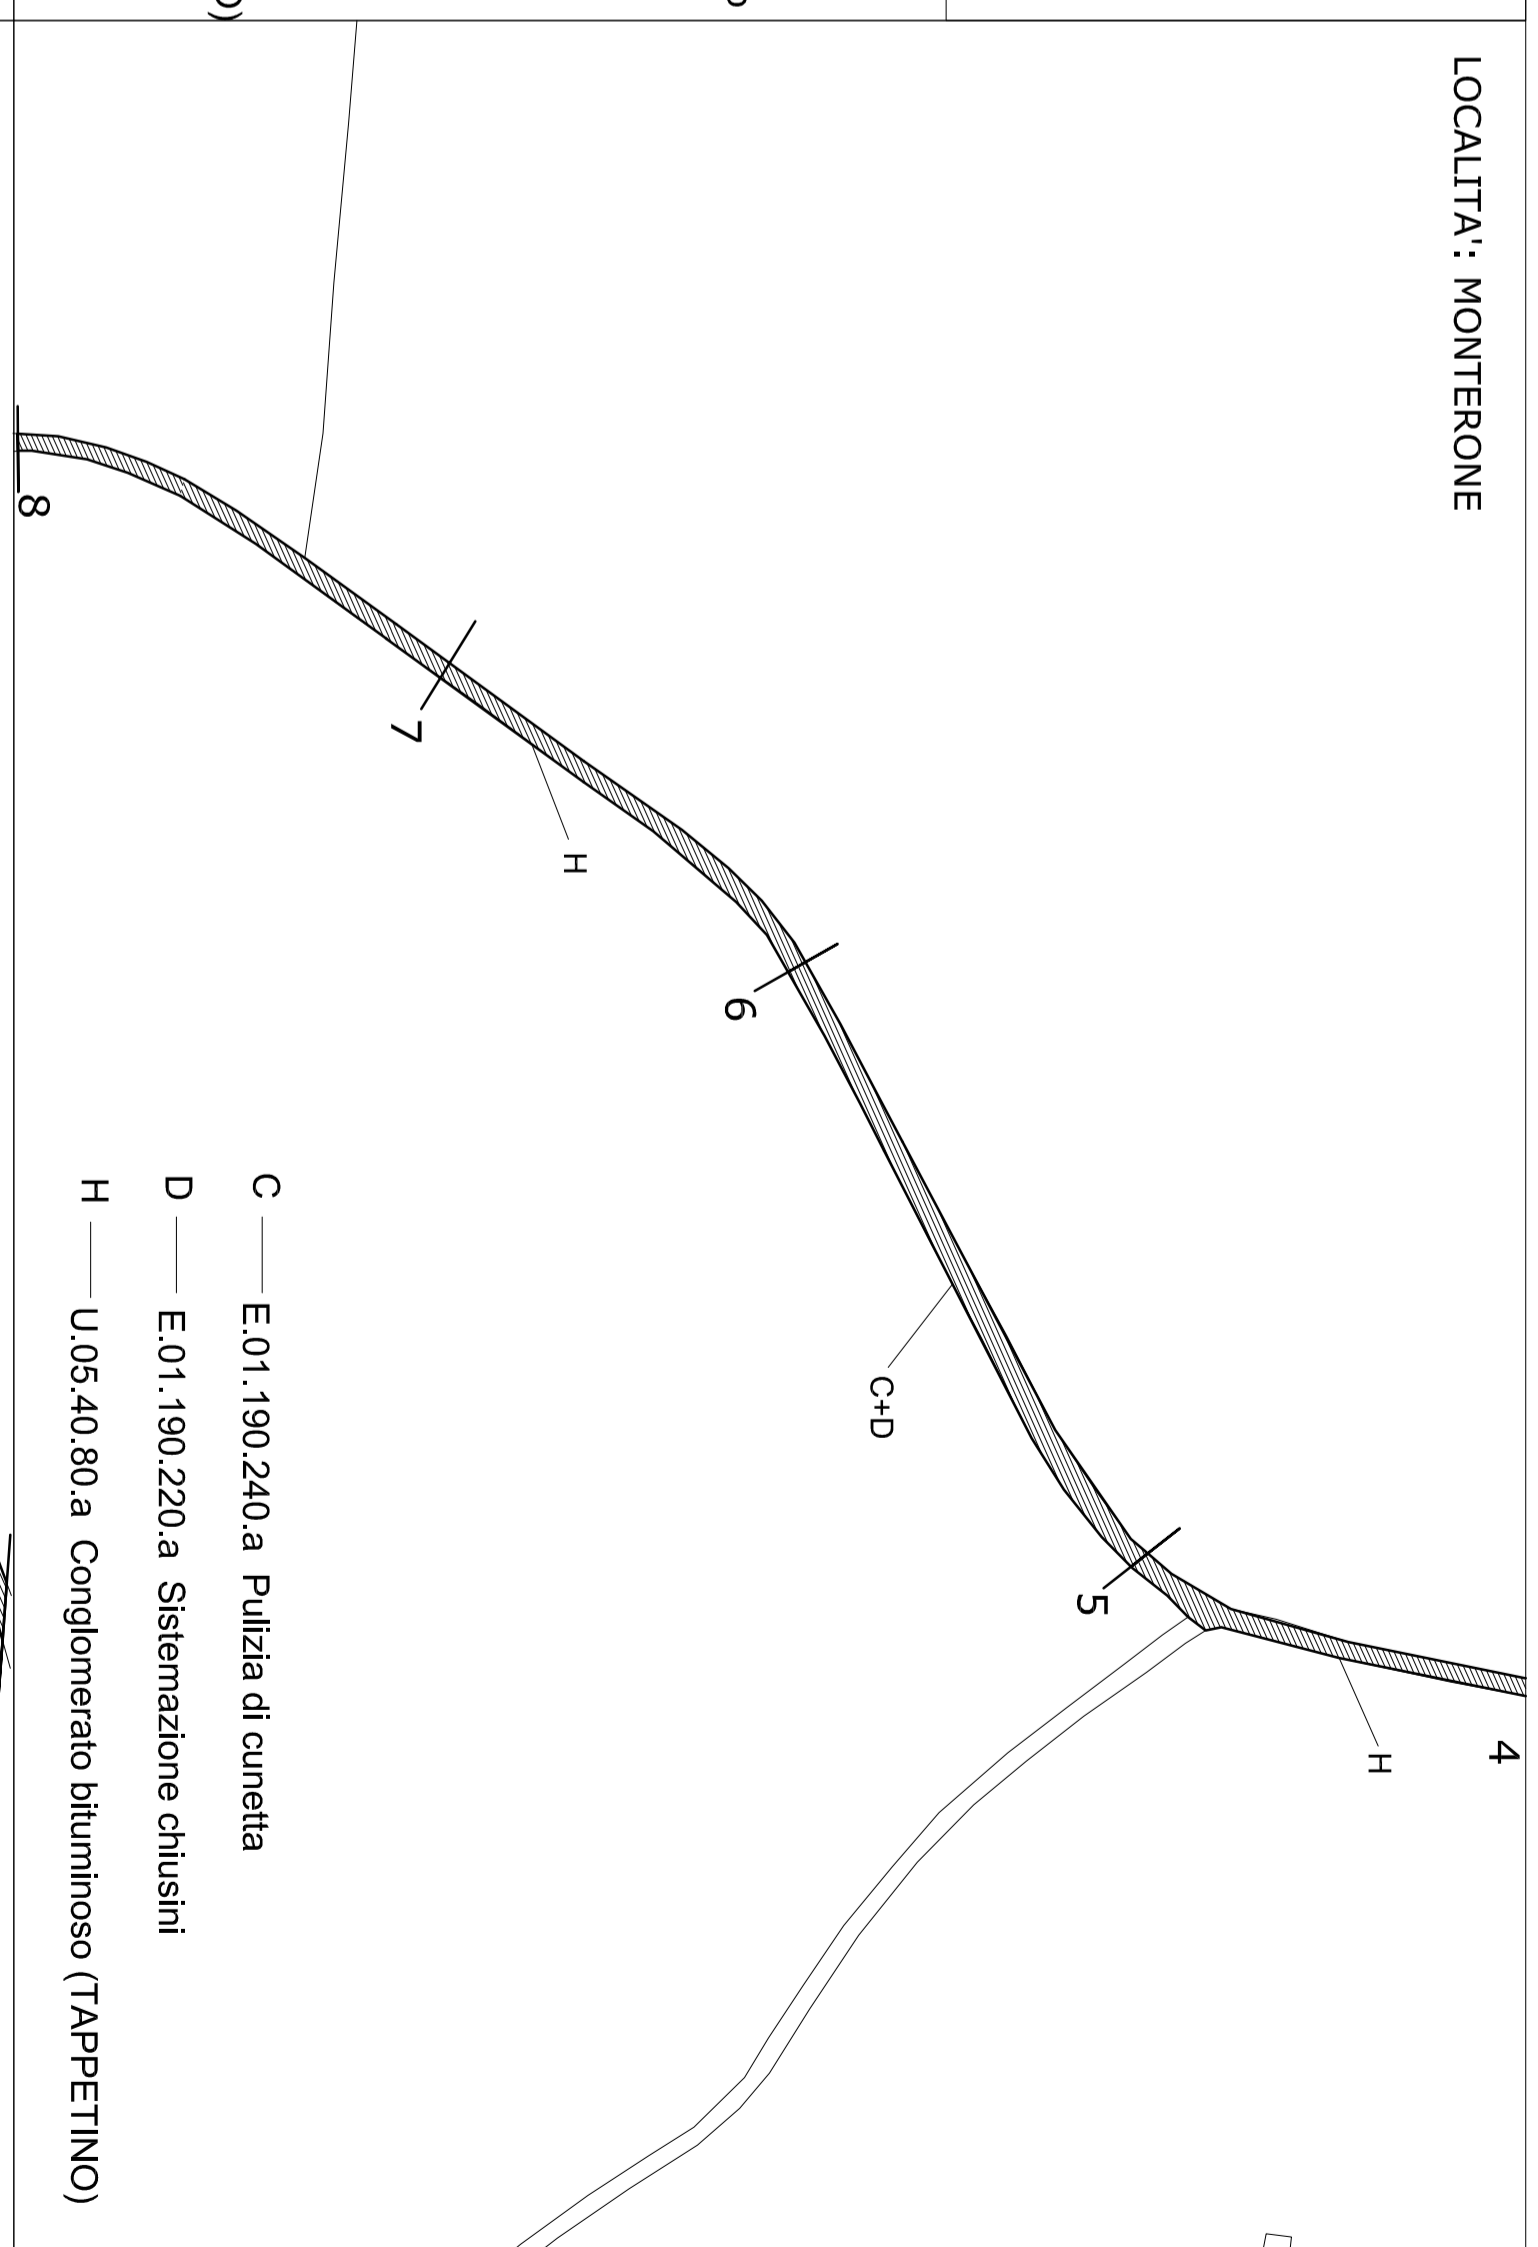 LOCALITA': MONTERONE
4
H
5
C+D
6
H
7
8
C E.01.190.240.a Pulizia di cunetta
D E.01.190.220.a Sistemazione chiusini
H U.05.40.80.a Conglomerato bituminoso (TAPPETINO)